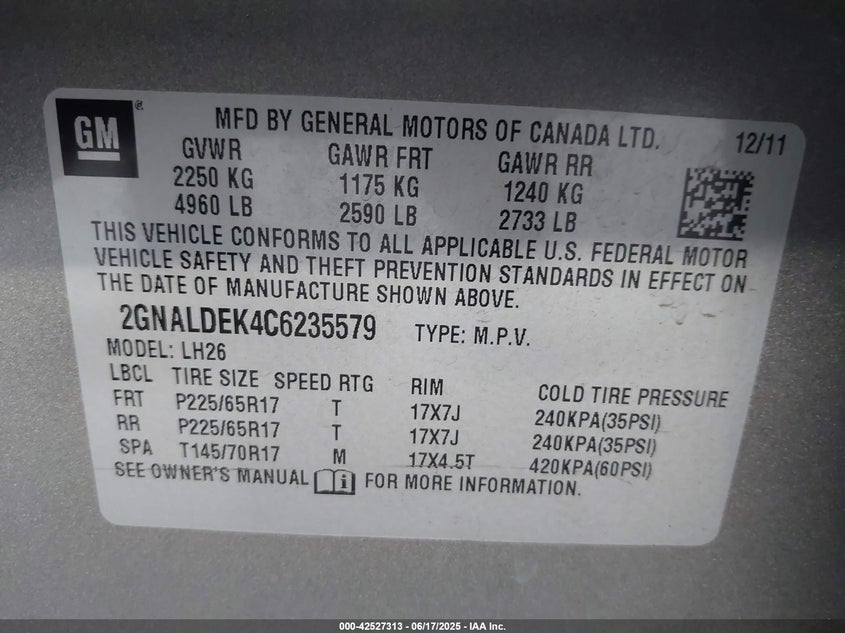 GM ®
MFD BY GENERAL MOTORS OF CANADA LTD. 12/11
GVWR GAWR FRT GAWR RR
2250 KG 1175 KG 1240 KG
4960 LB 2590 LB 2733 LB
THIS VEHICLE CONFORMS TO ALL APPLICABLE U.S. FEDERAL MOTOR
VEHICLE SAFETY AND THEFT PREVENTION STANDARDS IN EFFECT ON
THE DATE OF MANUFACTURE SHOWN ABOVE.
2GNALDEK4C6235579 TYPE: M.P.V.
MODEL: LH26
LBCL TIRE SIZE SPEED RTG RIM COLD TIRE PRESSURE
FRT P225/65R17 T 17X7J 240KPA(35PSI)
RR P225/65R17 T 17X7J 240KPA(35PSI)
SPA T145/70R17 M 17X4.5T 420KPA(60PSI)
SEE OWNER'S MANUAL i FOR MORE INFORMATION.
000-42527313 - 06/17/2025 - IAA Inc.